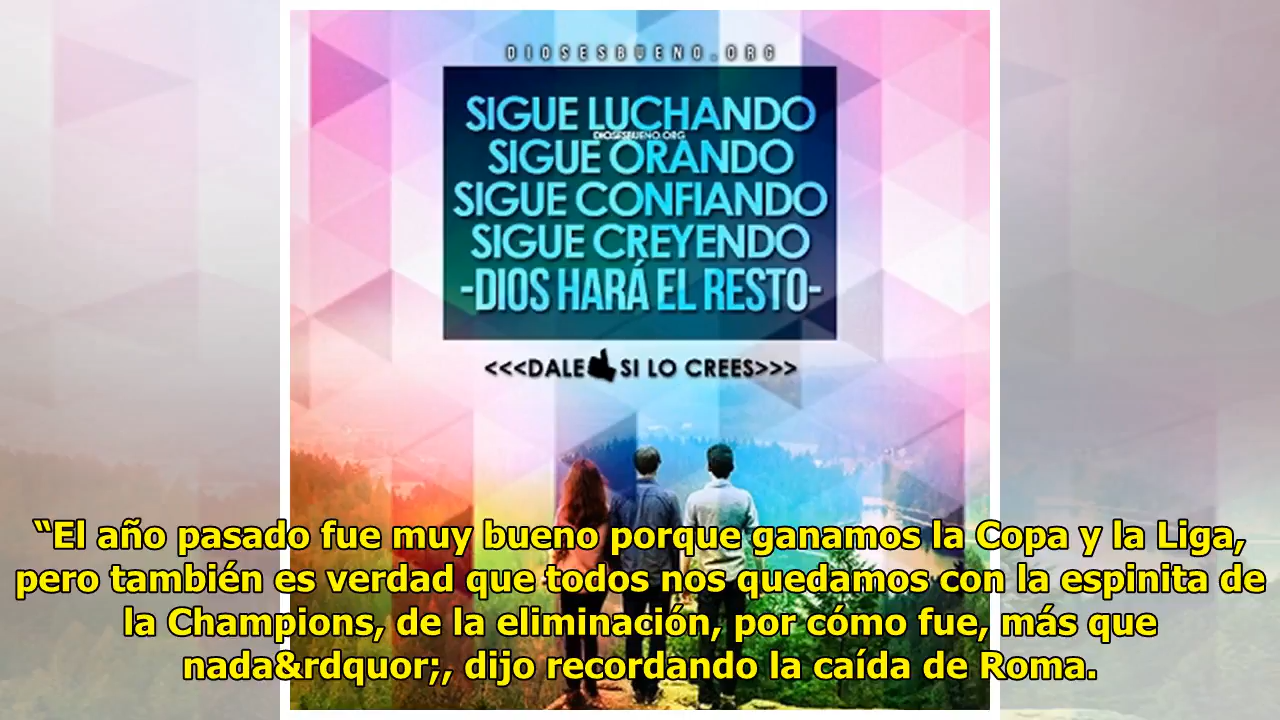 DIOSESBUENO.ORG
SIGUE LUCHANDO
DIOSESBUENO.ORG
SIGUE ORANDO
SIGUE CONFIANDO
SIGUE CREYENDO
-DIOS HARÁ EL RESTO-
<<<DALE SI LO CREES>>>
“El año pasado fue muy bueno porque ganamos la Copa y la Liga,
pero también es verdad que todos nos quedamos con la espinita de
la Champions, de la eliminación, por cómo fue, más que
nada&rdquor;, dijo recordando la caída de Roma.